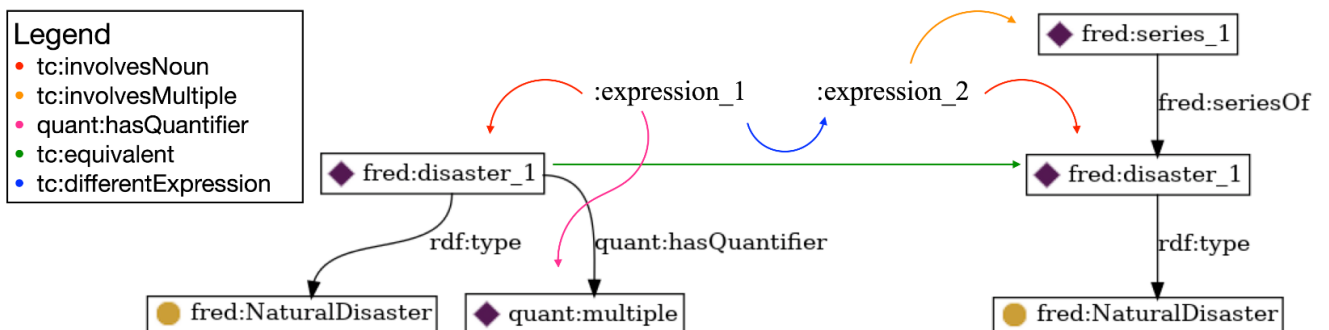 Legend
• tc:involvesNoun
• tc:involvesMultiple
• quant:hasQuantifier
• tc:equivalent
• tc:differentExpression
fred:series_1
:expression_1
:expression_2
fred:seriesOf
fred:disaster_1
fred:disaster_1
rdf:type
quant:hasQuantifier
rdf:type
fred:NaturalDisaster
quant:multiple
fred:NaturalDisaster